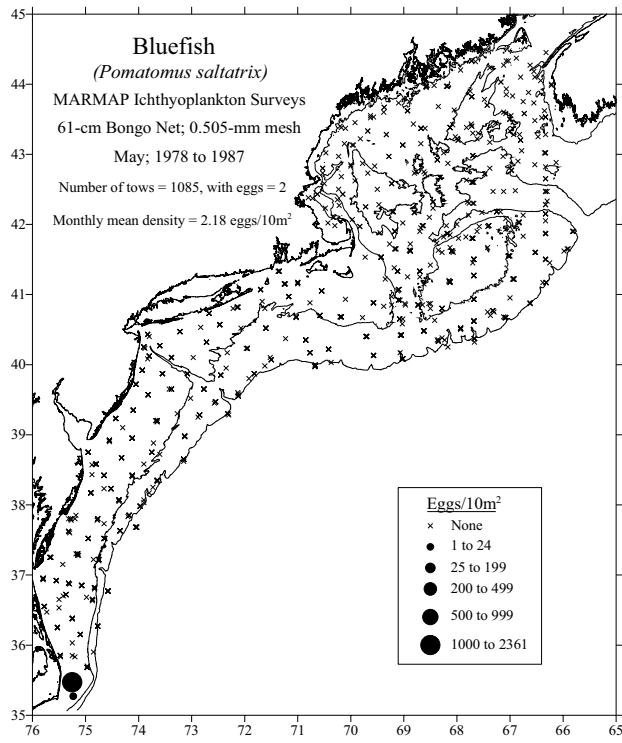 Bluefish
(Pomatomus saltatrix)
MARMAP Ichthyoplankton Surveys
61-cm Bongo Net; 0.505-mm mesh
May; 1978 to 1987
Number of tows = 1085, with eggs = 2
Monthly mean density = 2.18 eggs/10m²
45
44
43
42
41
40
39
38
37
36
35
Eggs/10m²
None
1 to 24
25 to 199
200 to 499
500 to 999
1000 to 2361
76 75 74 73 72 71 70 69 68 67 66 65